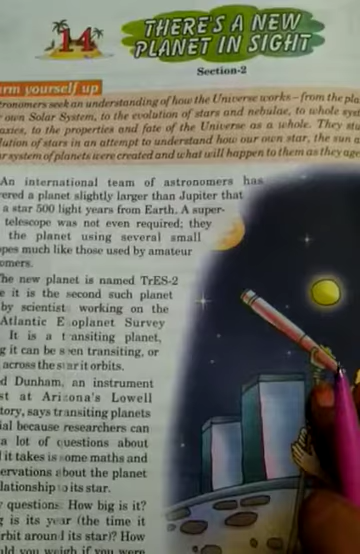 14
THERE'S A NEW
PLANET IN SIGHT
Section-2
arm yourself up
tronomers seek an understanding of how the Universe works – from the pla
own Solar System, to the evolution of stars and nebulae, to whole syst
axies, to the properties and fate of the Universe as a whole. They stu
lution of stars in an attempt to understand how our own star, the sun a
r system of planets were created and what will happen to them as they age
An international team of astronomers has
ered a planet slightly larger than Jupiter that
a star 500 light years from Earth. A super-
telescope was not even required; they
the planet using several small
opes much like those used by amateur
omers.
he new planet is named TrES-2
e it is the second such planet
by scientist working on the
Atlantic E oplanet Survey
It is a t ansiting planet,
g it can be s en transiting, or
across the star it orbits.
d Dunham, an instrument
st at Arizona's Lowell
tory, says transiting planets
ial because researchers can
a lot of questions about
l it takes is some maths and
ervations about the planet
lationship to its star.
questions: How big is it?
g is its year (the time it
rbit around its star)? How
ld you weigh if you were